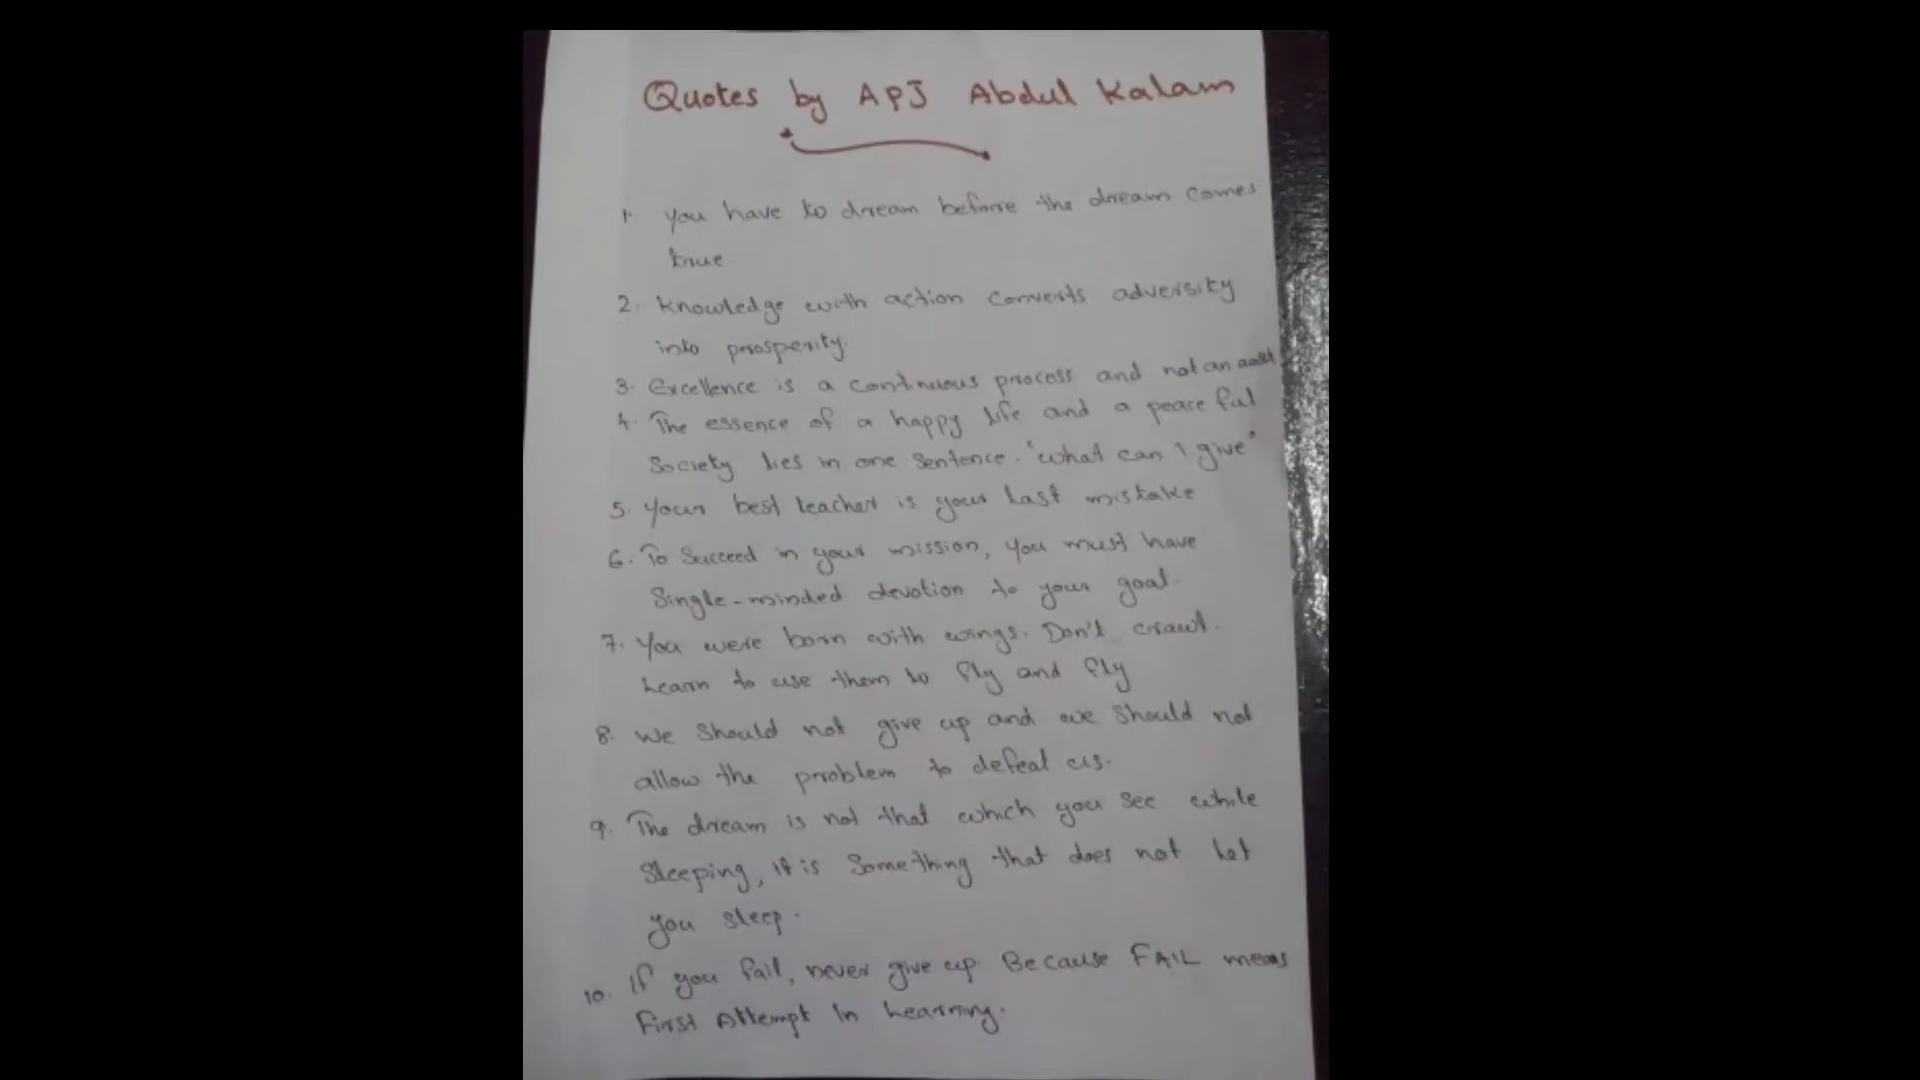 Quotes by APJ Abdul Kalam
1. You have to dream before the dream comes
true.
2. Knowledge with action converts adversity
into prosperity.
3. Excellence is a continuous process and not an
4. The essence of a happy life and a peaceful
Society lies in one sentence. "what can I give"
5. Your best teacher is your last mistake
6. To Succeed in your mission, you must have
Single-minded devotion to your goal.
7. You were born with wings. Don't crawl.
Learn to use them to fly and fly
8. We Should not give up and we Should not
allow the problem to defeat us.
9. The dream is not that which you see while
Sleeping, it is Something that does not let
you sleep.
10. If you fail, never give up. Because FAIL means
First Attempt In Learning.